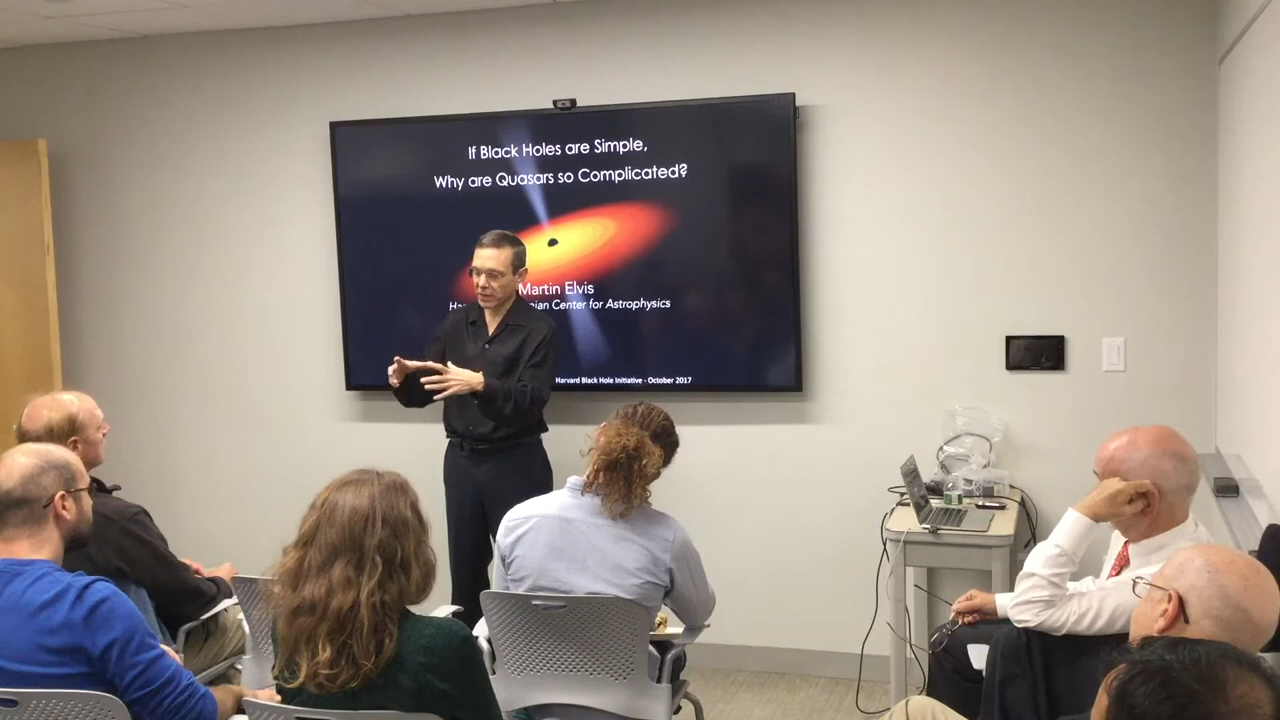 If Black Holes are Simple,
Why are Quasars so Complicated?
Martin Elvis
Center for Astrophysics
Harvard Black Hole Initiative - October 2017